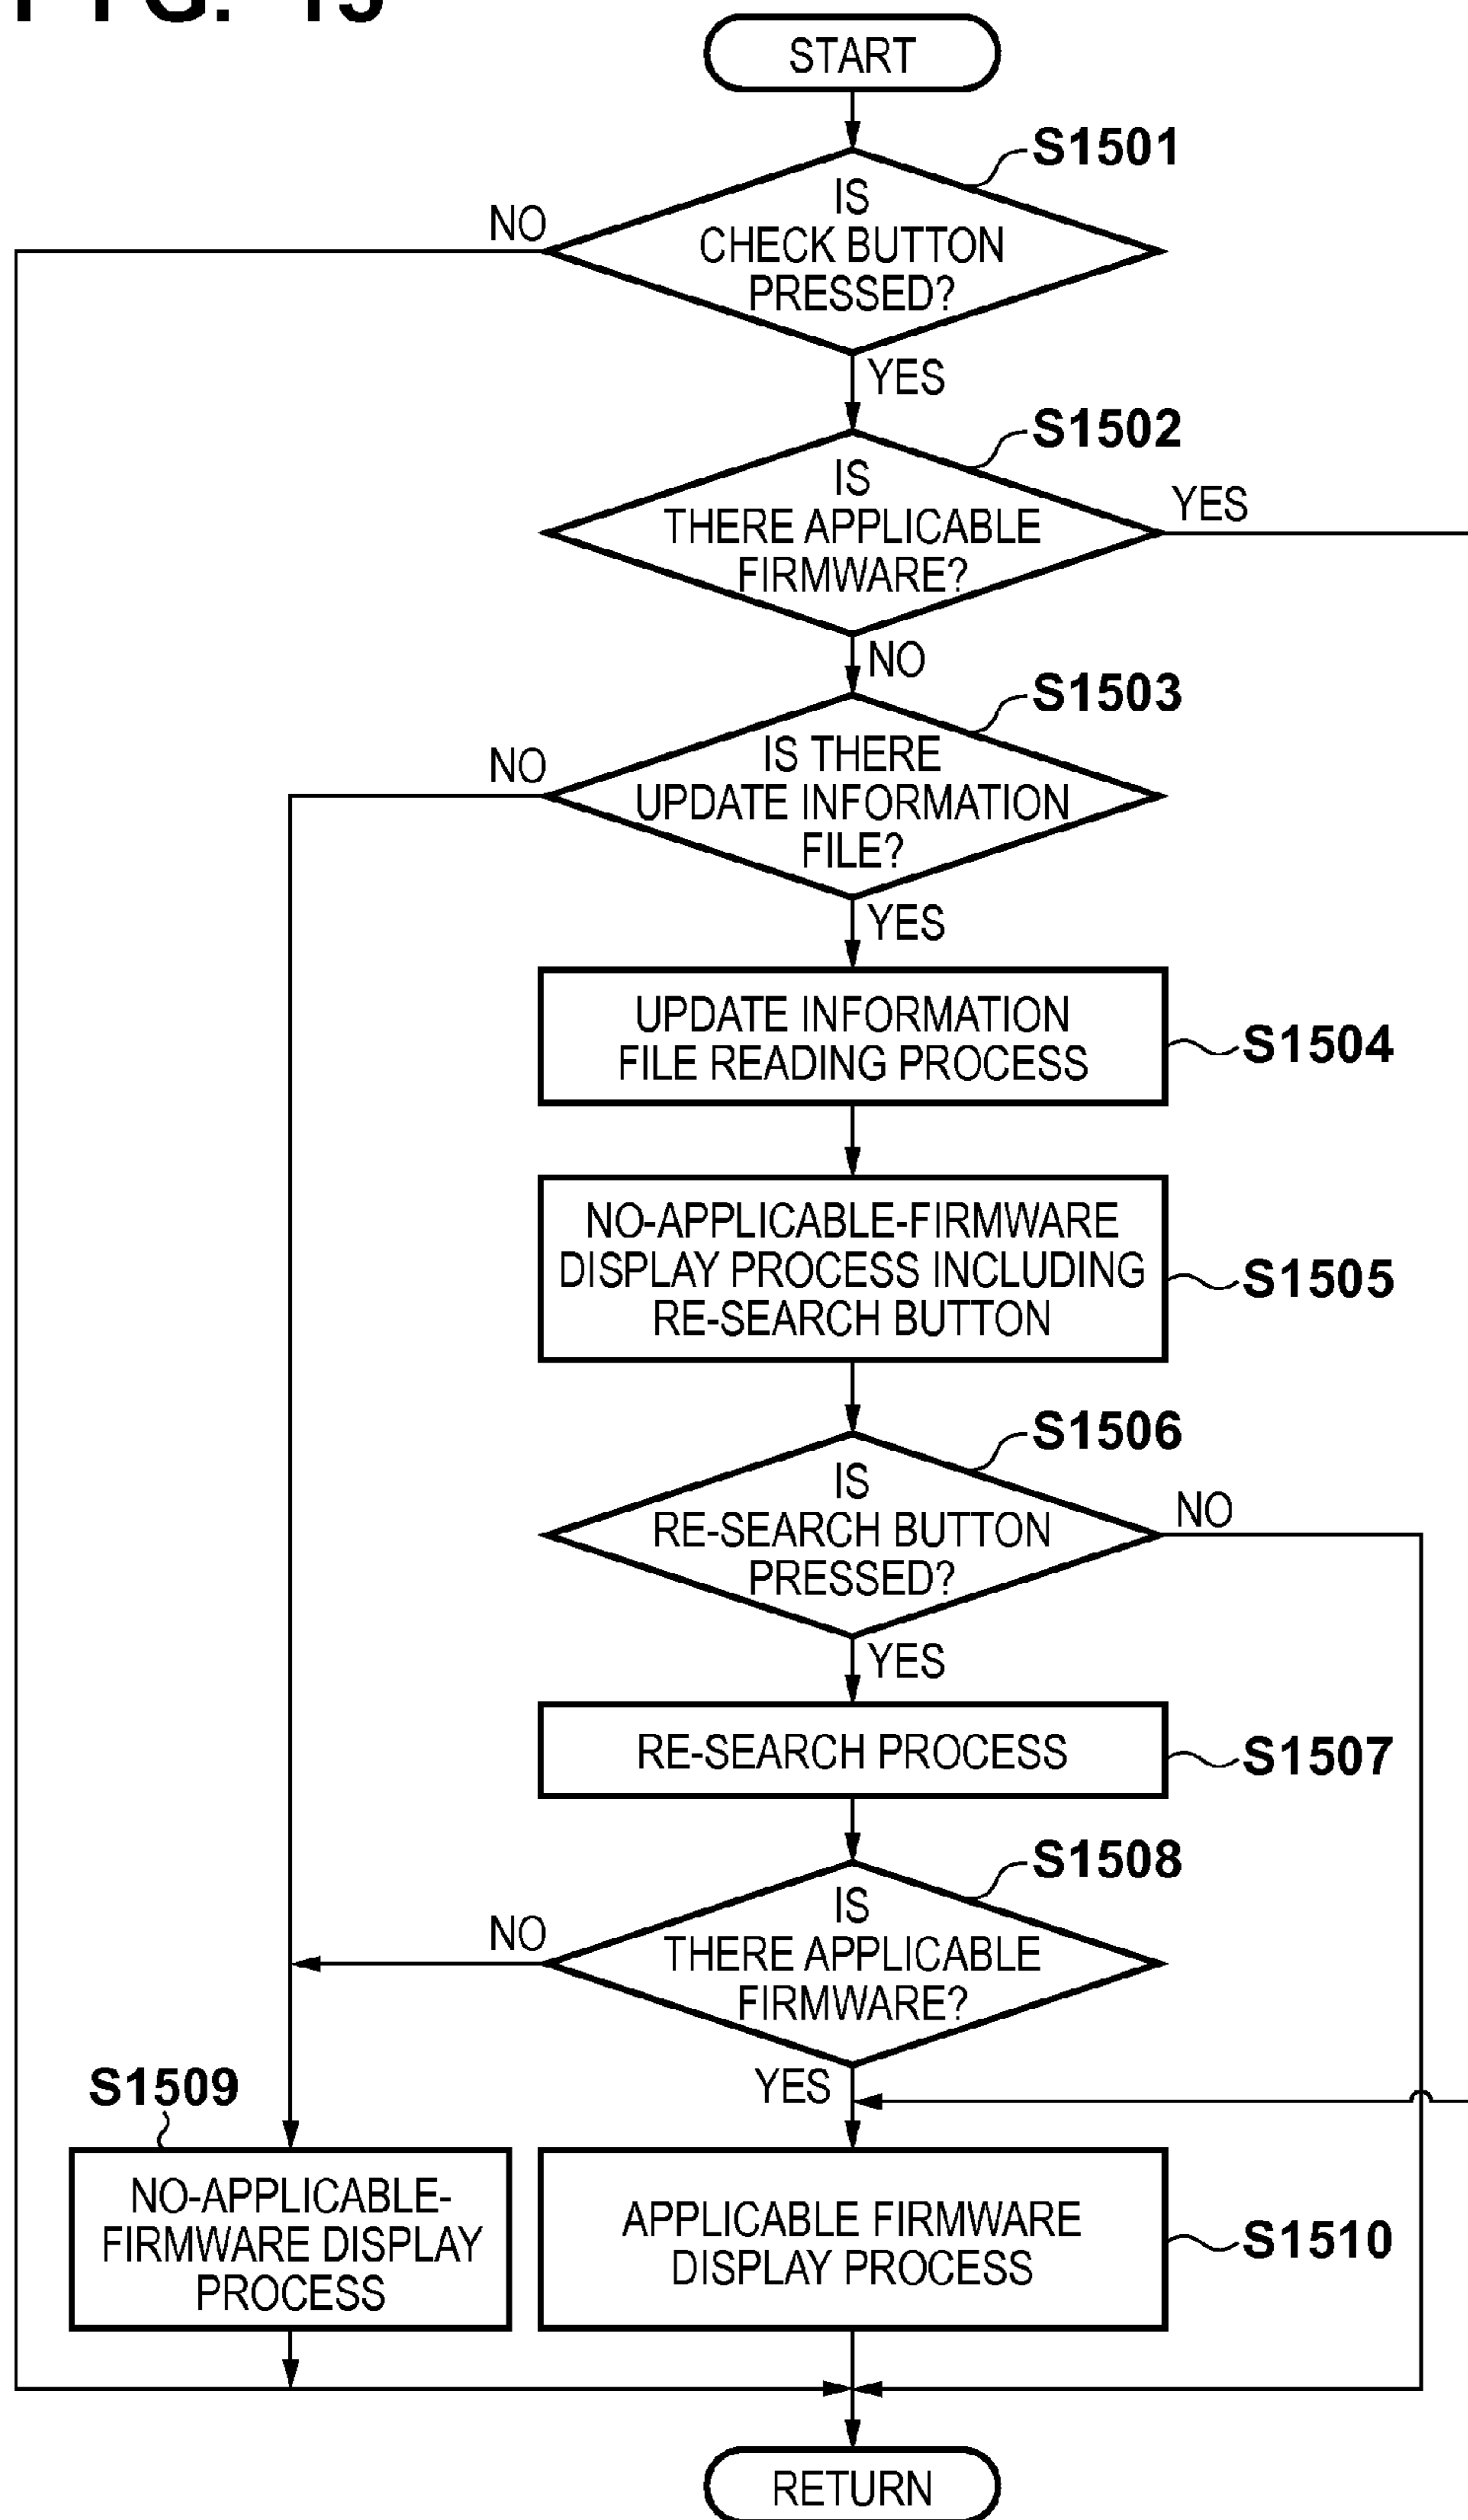 START
S1501
IS
CHECK BUTTON
PRESSED?
NO
YES
S1502
IS
THERE APPLICABLE
FIRMWARE?
YES
NO
S1503
IS THERE
UPDATE INFORMATION
FILE?
NO
YES
UPDATE INFORMATION
FILE READING PROCESS
S1504
NO-APPLICABLE-FIRMWARE
DISPLAY PROCESS INCLUDING
RE-SEARCH BUTTON
S1505
S1506
IS
RE-SEARCH BUTTON
PRESSED?
NO
YES
RE-SEARCH PROCESS
S1507
S1508
IS
THERE APPLICABLE
FIRMWARE?
NO
YES
S1509
NO-APPLICABLE-
FIRMWARE DISPLAY
PROCESS
APPLICABLE FIRMWARE
DISPLAY PROCESS
S1510
RETURN